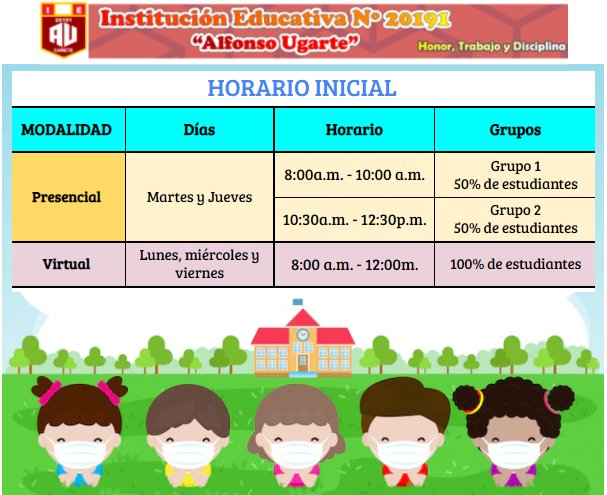 I E
20191
AU
CAÑETE
Institución Educativa N° 20191
“Alfonso Ugarte”
Honor, Trabajo y Disciplina
HORARIO INICIAL
MODALIDAD Días Horario Grupos
Presencial
Martes y Jueves
8:00a.m. - 10:00 a.m.
Grupo 1
50% de estudiantes
10:30a.m. - 12:30p.m.
Grupo 2
50% de estudiantes
Virtual
Lunes, miércoles y
viernes
8:00 a.m. - 12:00m.
100% de estudiantes